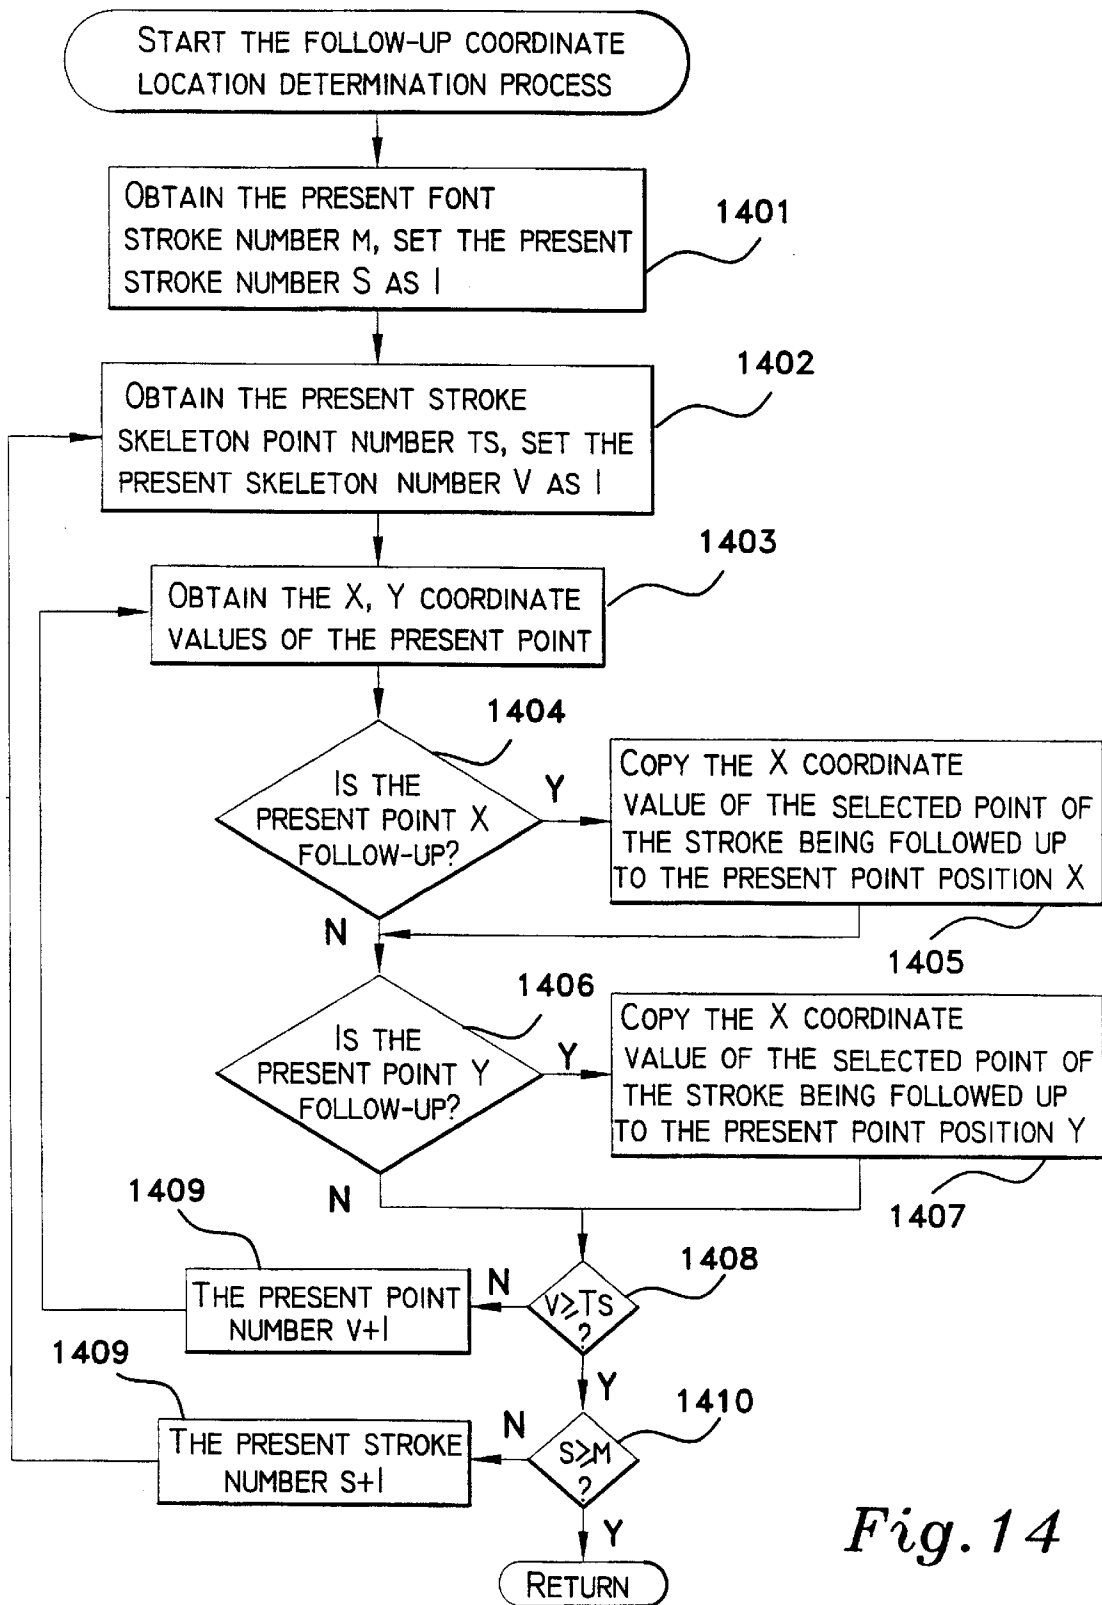 START THE FOLLOW-UP COORDINATE
LOCATION DETERMINATION PROCESS
OBTAIN THE PRESENT FONT
STROKE NUMBER M, SET THE PRESENT
STROKE NUMBER S AS 1
1401
OBTAIN THE PRESENT STROKE
SKELETON POINT NUMBER TS, SET THE
PRESENT SKELETON NUMBER V AS 1
1402
OBTAIN THE X, Y COORDINATE
VALUES OF THE PRESENT POINT
1403
IS THE
PRESENT POINT X
FOLLOW-UP?
1404
Y
N
COPY THE X COORDINATE
VALUE OF THE SELECTED POINT OF
THE STROKE BEING FOLLOWED UP
TO THE PRESENT POINT POSITION X
1405
IS THE
PRESENT POINT Y
FOLLOW-UP?
1406
Y
N
COPY THE X COORDINATE
VALUE OF THE SELECTED POINT OF
THE STROKE BEING FOLLOWED UP
TO THE PRESENT POINT POSITION Y
1407
V≥TS
?
1408
N
Y
THE PRESENT POINT
NUMBER V+1
1409
S≥M
?
1410
N
Y
THE PRESENT STROKE
NUMBER S+1
1409
RETURN
Fig. 14